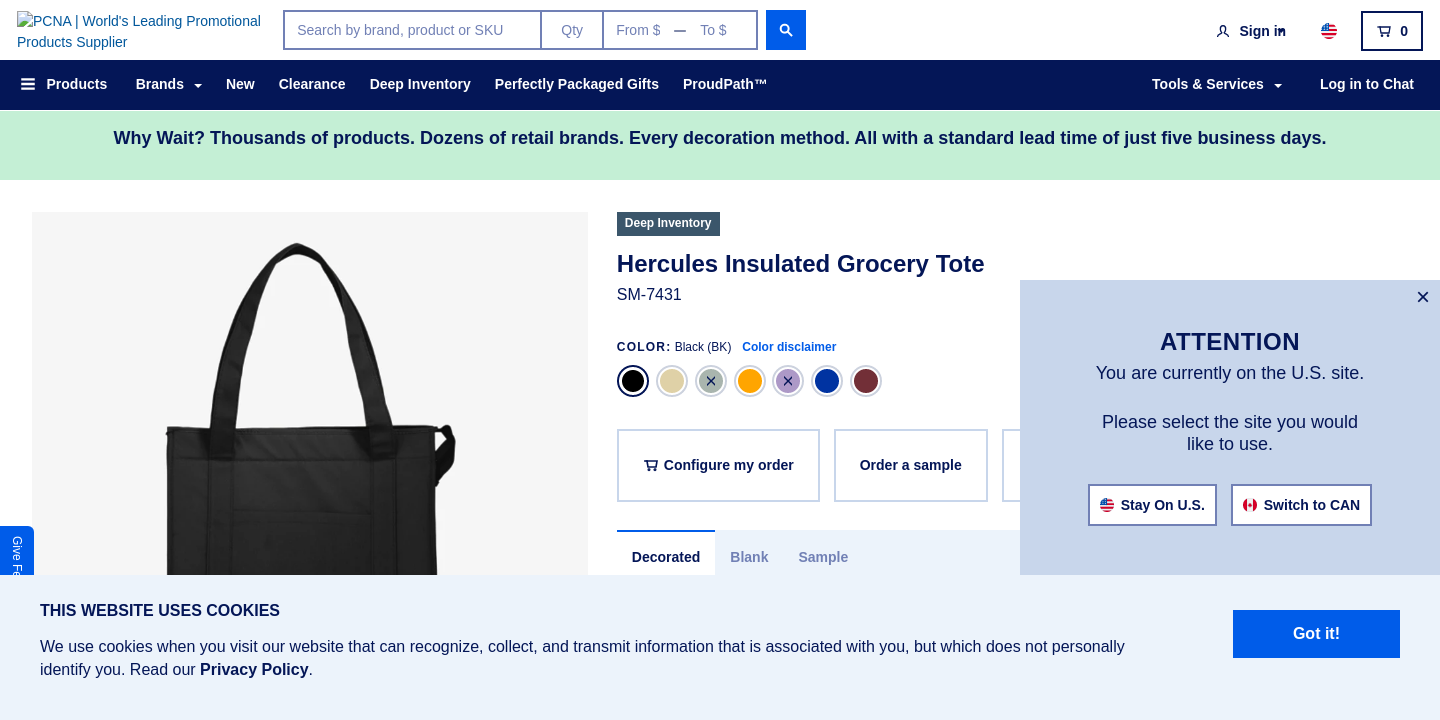 PCNA | World's Leading Promotional
Products Supplier
Search by brand, product or SKU
Qty
From $
To $
Sign in
0
Products
Brands
New
Clearance
Deep Inventory
Perfectly Packaged Gifts
ProudPath™
Tools & Services
Log in to Chat
Why Wait? Thousands of products. Dozens of retail brands. Every decoration method. All with a standard lead time of just five business days.
Deep Inventory
Hercules Insulated Grocery Tote
SM-7431
COLOR: Black (BK) Color disclaimer
Configure my order
Order a sample
Decorated
Blank
Sample
ATTENTION
You are currently on the U.S. site.
Please select the site you would
like to use.
Stay On U.S.
Switch to CAN
Give
THIS WEBSITE USES COOKIES
We use cookies when you visit our website that can recognize, collect, and transmit information that is associated with you, but which does not personally
identify you. Read our Privacy Policy.
Got it!